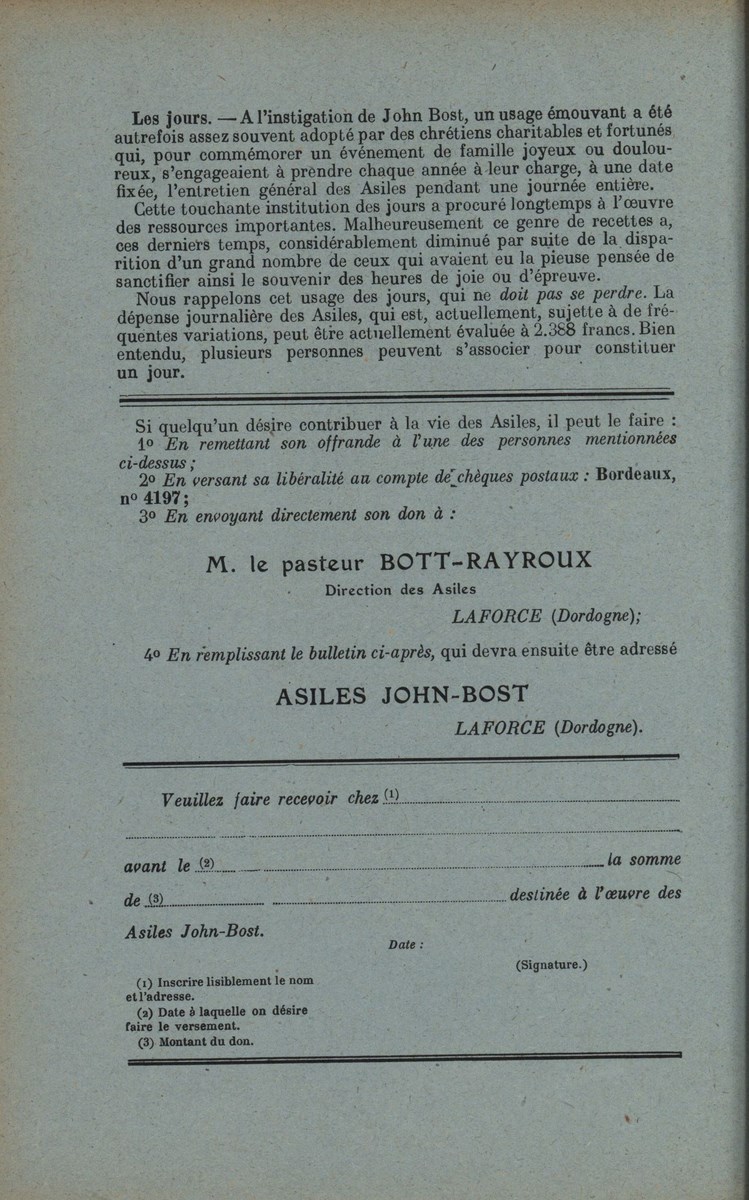 Les jours. — A l'instigation de John Bost, un usage émouvant a été
autrefois assez souvent adopté par des chrétiens charitables et fortunés
qui, pour commémorer un événement de famille joyeux ou doulou-
reux, s'engageaient à prendre chaque année à leur charge, à une date
fixée, l'entretien général des Asiles pendant une journée entière.
Cette touchante institution des jours a procuré longtemps à l'œuvre
des ressources importantes. Malheureusement ce genre de recettes a,
ces derniers temps, considérablement diminué par suite de la dispa-
rition d'un grand nombre de ceux qui avaient eu la pieuse pensée de
sanctifier ainsi le souvenir des heures de joie ou d'épreuve.
Nous rappelons cet usage des jours, qui ne doit pas se perdre. La
dépense journalière des Asiles, qui est, actuellement, sujette à de fré-
quentes variations, peut être actuellement évaluée à 2.388 francs. Bien
entendu, plusieurs personnes peuvent s'associer pour constituer
un jour.
Si quelqu'un désire contribuer à la vie des Asiles, il peut le faire :
1º En remettant son offrande à l'une des personnes mentionnées
ci-dessus ;
2º En versant sa libéralité au compte de chèques postaux : Bordeaux,
nº 4197 ;
3º En envoyant directement son don à :
M. le pasteur BOTT-RAYROUX
Direction des Asiles
LAFORCE (Dordogne);
4º En remplissant le bulletin ci-après, qui devra ensuite être adressé
ASILES JOHN-BOST
LAFORCE (Dordogne).
Veuillez faire recevoir chez (1)
avant le (2) la somme
de (3) destinée à l'œuvre des
Asiles John-Bost.
Date :
(Signature.)
(1) Inscrire lisiblement le nom
et l'adresse.
(2) Date à laquelle on désire
faire le versement.
(3) Montant du don.